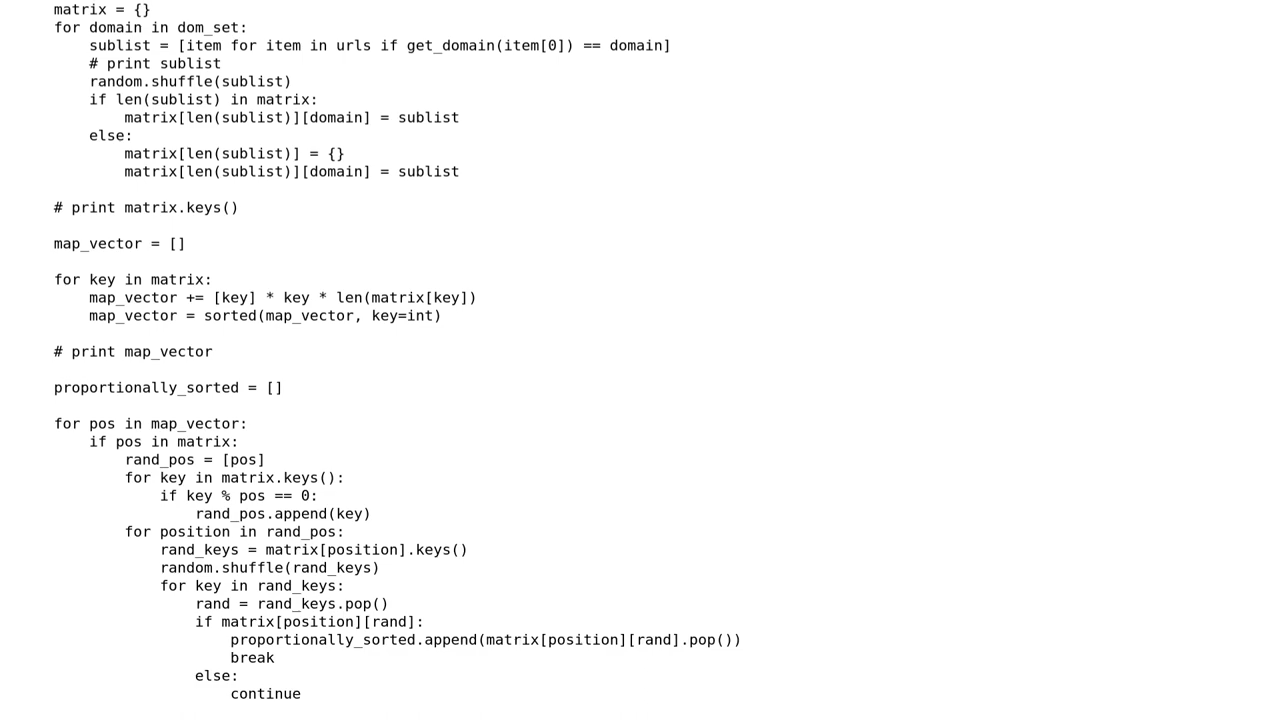 matrix = {}
for domain in dom_set:
    sublist = [item for item in urls if get_domain(item[0]) == domain]
    # print sublist
    random.shuffle(sublist)
    if len(sublist) in matrix:
        matrix[len(sublist)][domain] = sublist
    else:
        matrix[len(sublist)] = {}
        matrix[len(sublist)][domain] = sublist

# print matrix.keys()

map_vector = []

for key in matrix:
    map_vector += [key] * key * len(matrix[key])
    map_vector = sorted(map_vector, key=int)

# print map_vector

proportionally_sorted = []

for pos in map_vector:
    if pos in matrix:
        rand_pos = [pos]
        for key in matrix.keys():
            if key % pos == 0:
                rand_pos.append(key)
        for position in rand_pos:
            rand_keys = matrix[position].keys()
            random.shuffle(rand_keys)
            for key in rand_keys:
                rand = rand_keys.pop()
                if matrix[position][rand]:
                    proportionally_sorted.append(matrix[position][rand].pop())
                    break
                else:
                    continue